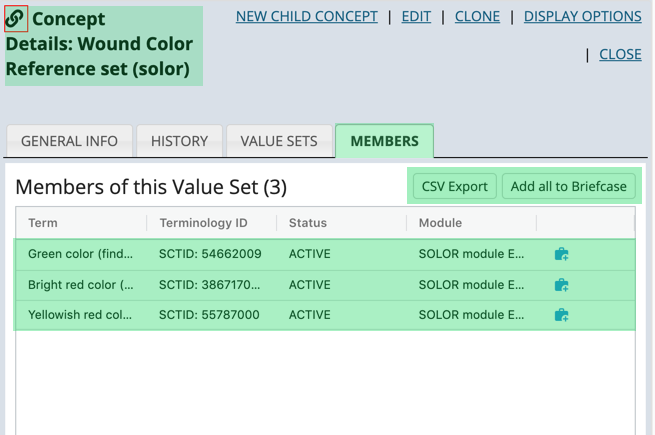 Concept
Details: Wound Color
Reference set (solor)
NEW CHILD CONCEPT | EDIT | CLONE | DISPLAY OPTIONS
| CLOSE
GENERAL INFO HISTORY VALUE SETS MEMBERS
Members of this Value Set (3) CSV Export Add all to Briefcase
Term Terminology ID Status Module
Green color (find... SCTID: 54662009 ACTIVE SOLOR module E...
Bright red color (... SCTID: 3867170... ACTIVE SOLOR module E...
Yellowish red col... SCTID: 55787000 ACTIVE SOLOR module E...